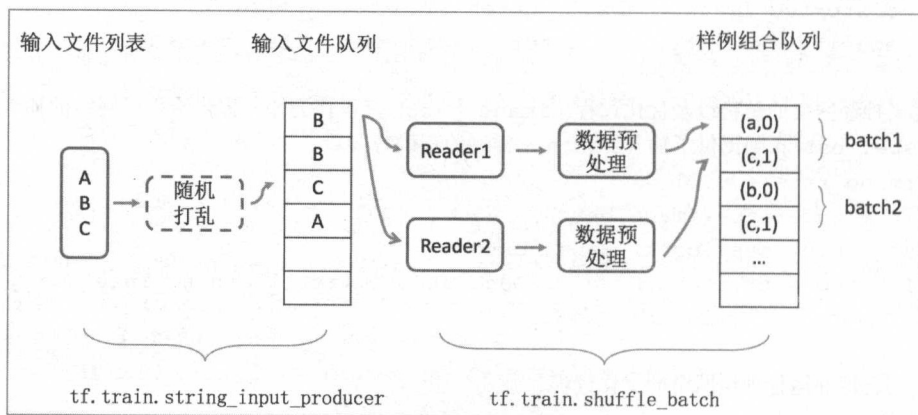 输入文件列表
输入文件队列
样例组合队列
A
B
C
随机
打乱
B
B
C
A
Reader1
数据预
处理
Reader2
数据预
处理
(a,0)
(c,1)
(b,0)
(c,1)
...
batch1
batch2
tf.train.string_input_producer
tf.train.shuffle_batch